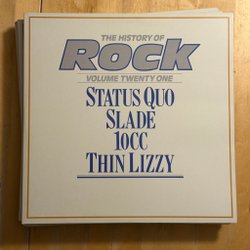 THE HISTORY OF
ROCK
VOLUME TWENTY ONE
STATUS QUO
SLADE
10CC
THIN LIZZY